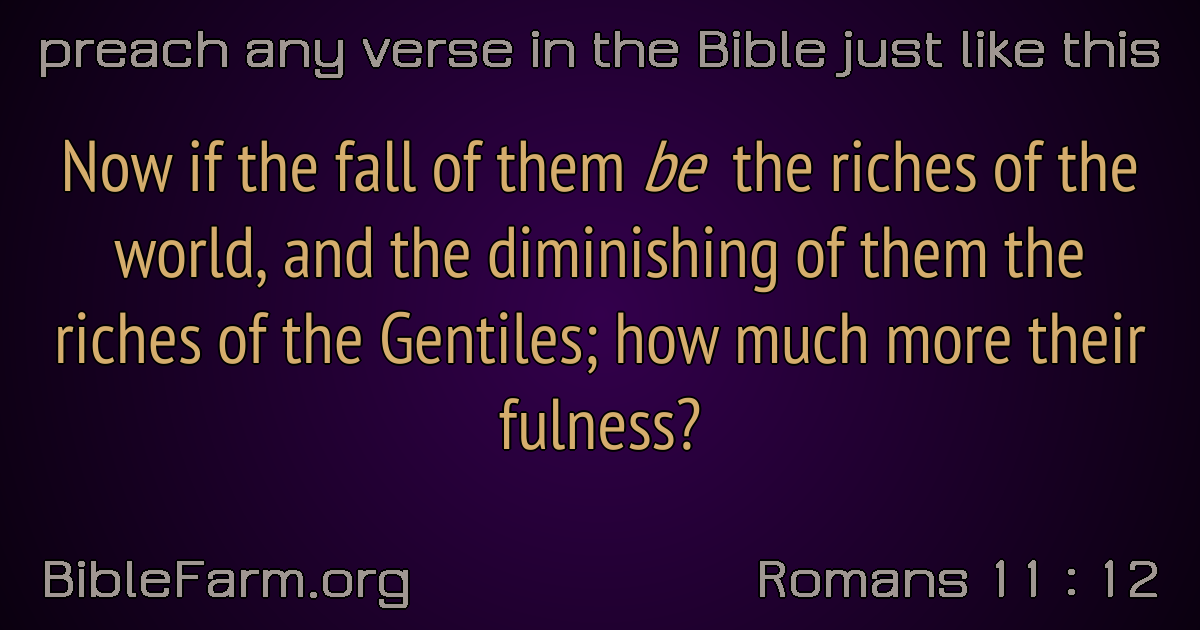 preach any verse in the Bible just like this
Now if the fall of them be the riches of the
world, and the diminishing of them the
riches of the Gentiles; how much more their
fulness?
BibleFarm.org
Romans 11 : 12